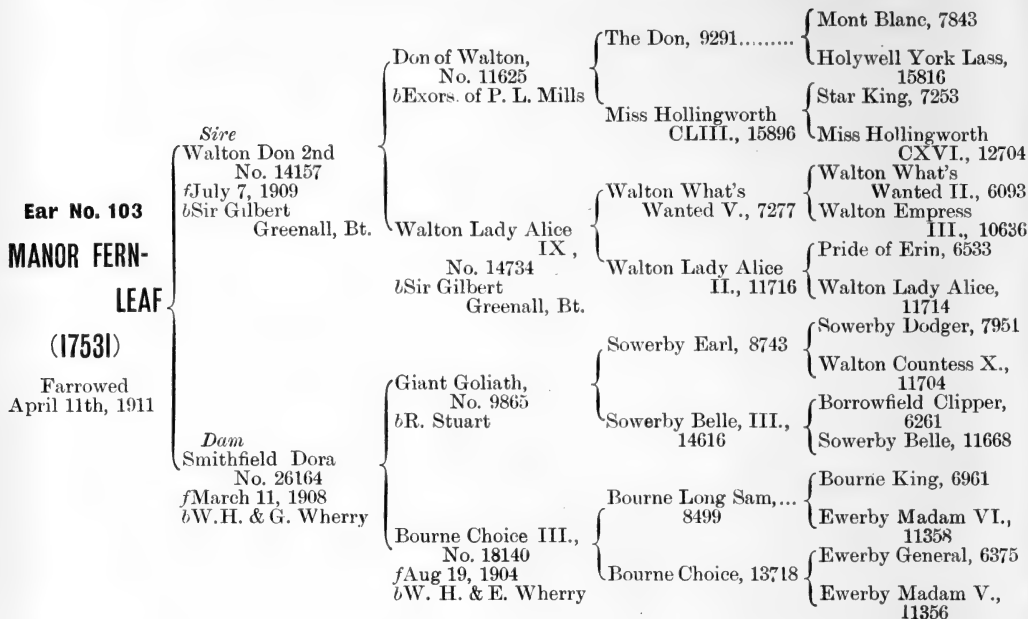 Ear No. 103
MANOR FERN-
LEAF
(17531)
Farrowed
April 11th, 1911
Sire
Walton Don 2nd
No. 14157
fJuly 7, 1909
bSir Gilbert
Greenall, Bt.
Dam
Smithfield Dora
No. 26164
fMarch 11, 1908
bW. H. & G. Wherry
Don of Walton,
No. 11625
bExors. of P. L. Mills
Walton Lady Alice
IX,
No. 14734
bSir Gilbert
Greenall, Bt.
Giant Goliath,
No. 9865
bR. Stuart
Bourne Choice III.,
No. 18140
fAug 19, 1904
bW. H. & E. Wherry
The Don, 9291.........
Miss Hollingworth
CLIII., 15896
Walton What's
Wanted V., 7277
Walton Lady Alice
II., 11716
Sowerby Earl, 8743
Sowerby Belle, III.,
14616
Bourne Long Sam,...
8499
Bourne Choice, 13718
Mont Blanc, 7843
Holywell York Lass,
15816
Star King, 7253
Miss Hollingworth
CXVI., 12704
Walton What's
Wanted II., 6093
Walton Empress
III., 10636
Pride of Erin, 6533
Walton Lady Alice,
11714
Sowerby Dodger, 7951
Walton Countess X.,
11704
Borrowfield Clipper,
6261
Sowerby Belle, 11668
Bourne King, 6961
Ewerby Madam VI.,
11358
Ewerby General, 6375
Ewerby Madam V.,
11356